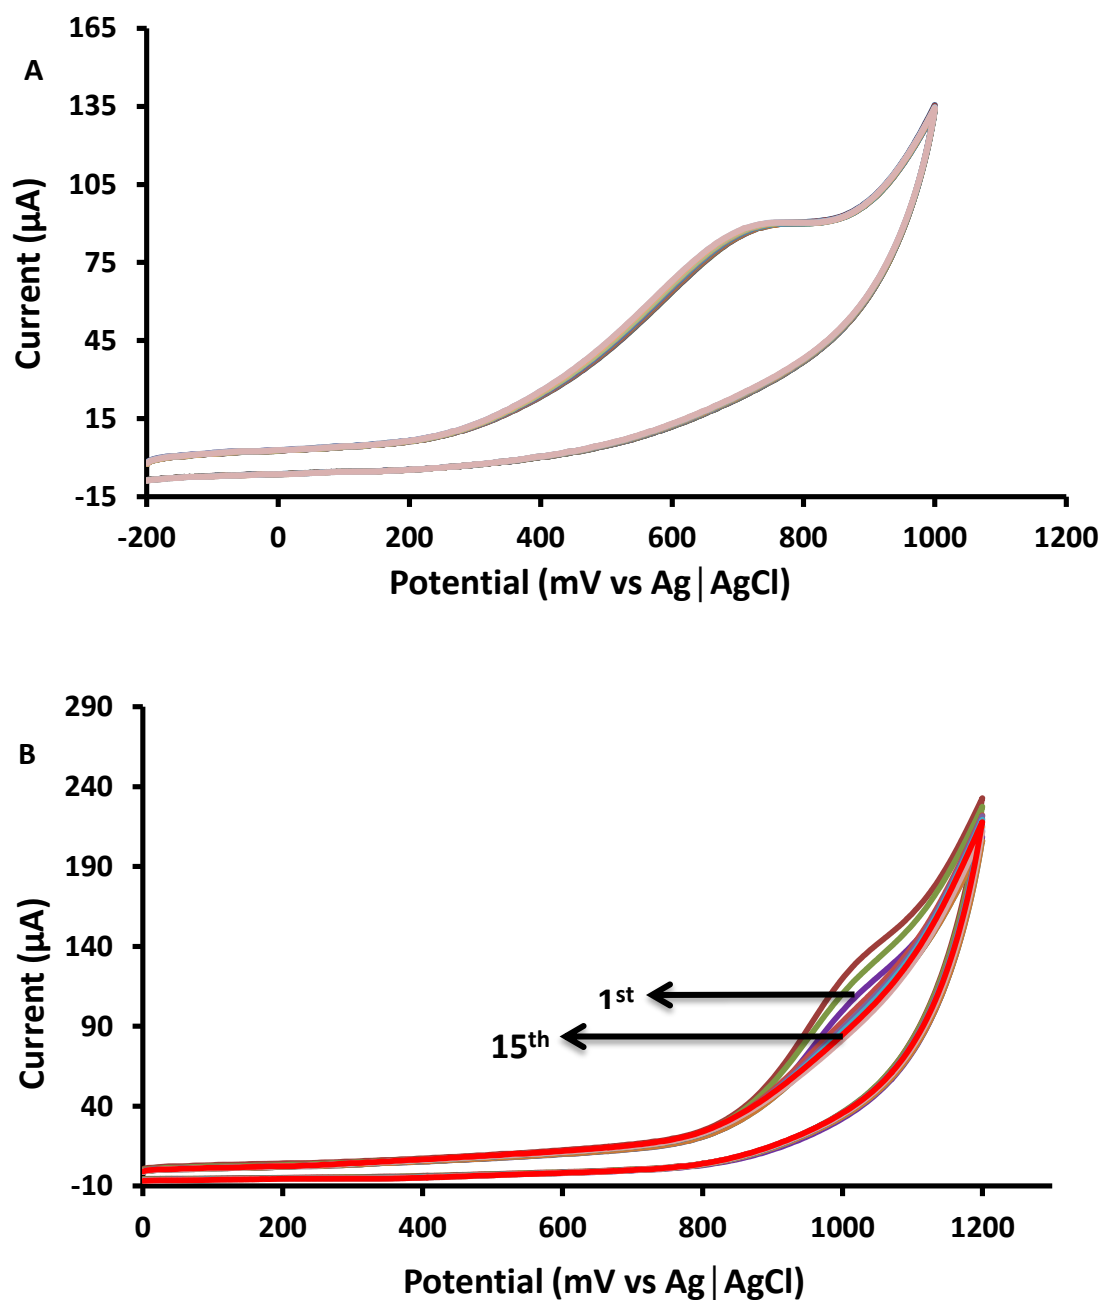 165
A
135
105
75
45
15
-15
-200 0 200 400 600 800 1000 1200
Current (µA)
Potential (mV vs Ag|AgCl)
290
B
240
190
140
1st
90
15th
40
-10
0 200 400 600 800 1000 1200
Current (µA)
Potential (mV vs Ag|AgCl)